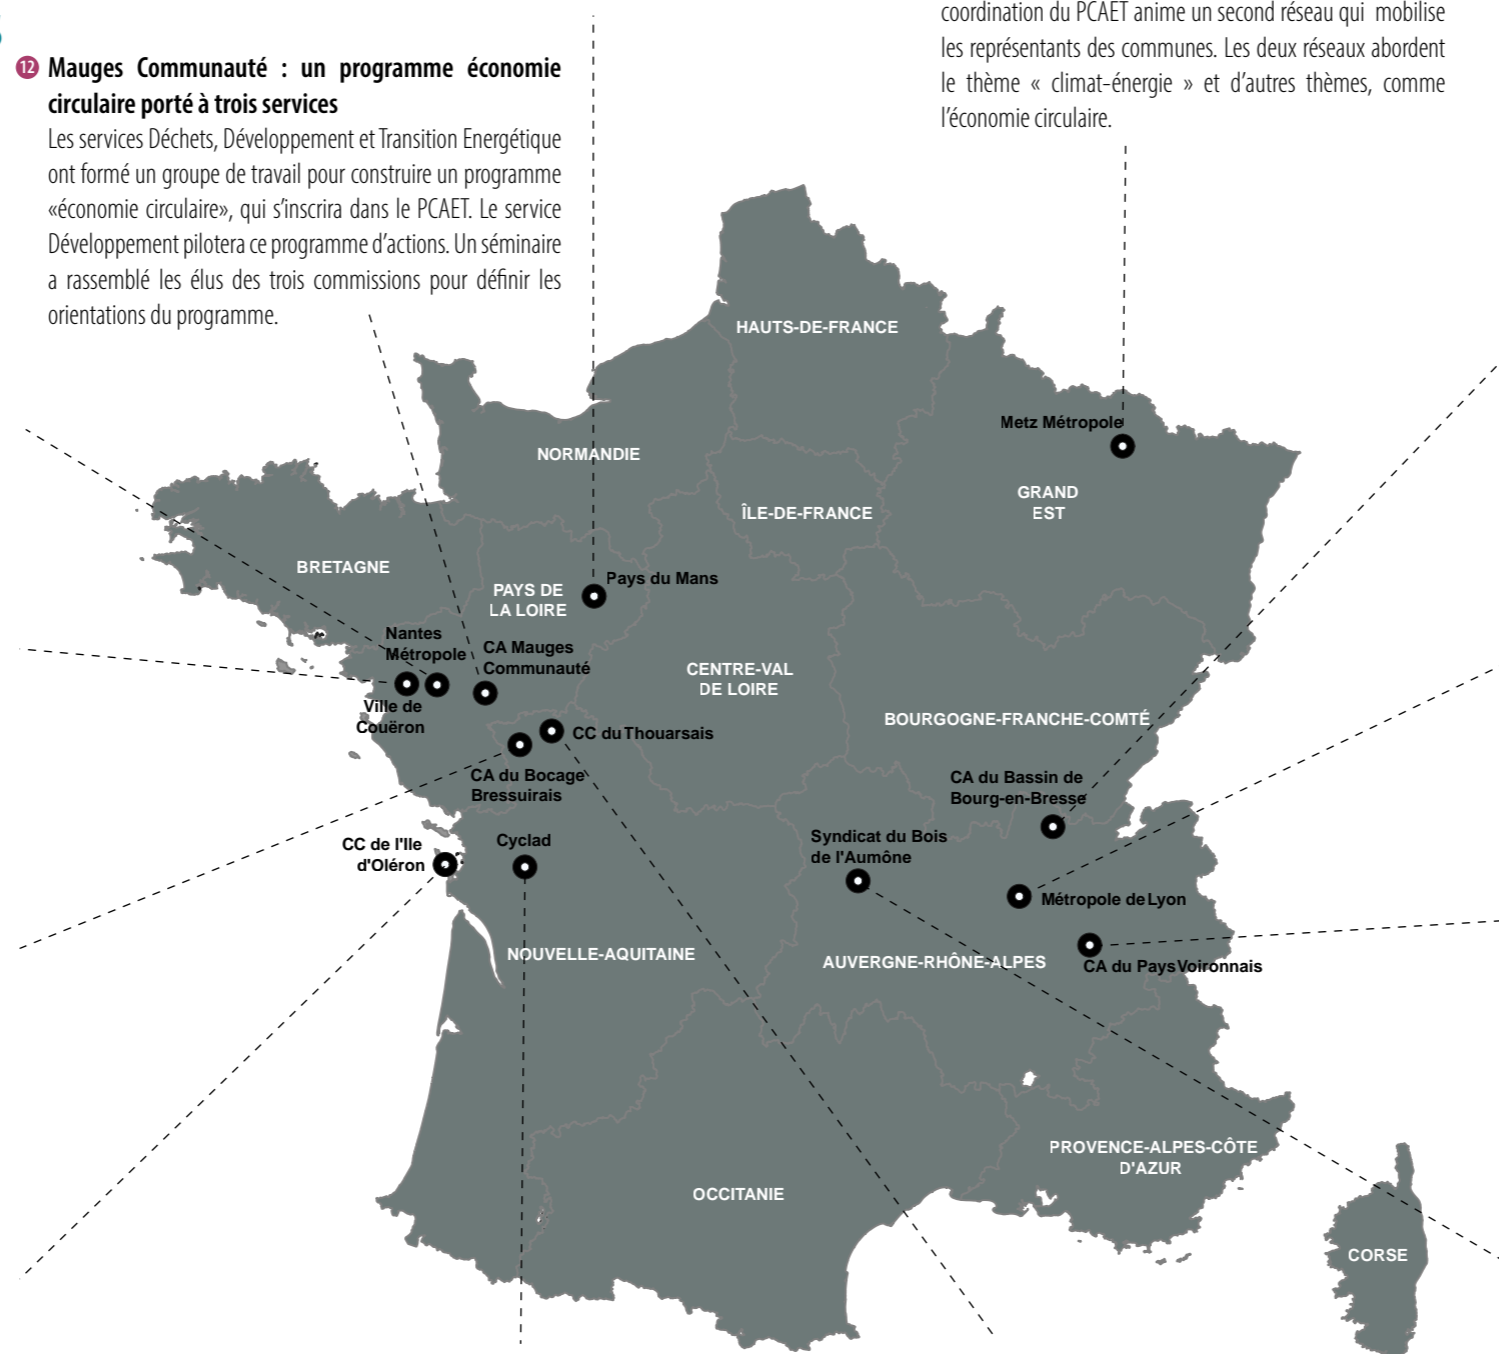 12 Mauges Communauté : un programme économie
circulaire porté à trois services
Les services Déchets, Développement et Transition Energétique
ont formé un groupe de travail pour construire un programme
«économie circulaire», qui s’inscrira dans le PCAET. Le service
Développement pilotera ce programme d’actions. Un séminaire
a rassemblé les élus des trois commissions pour définir les
orientations du programme.
coordination du PCAET anime un second réseau qui mobilise
les représentants des communes. Les deux réseaux abordent
le thème « climat-énergie » et d’autres thèmes, comme
l’économie circulaire.
HAUTS-DE-FRANCE
Metz Métropole
NORMANDIE
GRAND
EST
ÎLE-DE-FRANCE
BRETAGNE
PAYS DE
LA LOIRE
Pays du Mans
Nantes
Métropole
CA Mauges
Communauté
CENTRE-VAL
DE LOIRE
Ville de
Couëron
BOURGOGNE-FRANCHE-COMTÉ
CC du Thouarsais
CA du Bocage
Bressuirais
CA du Bassin de
Bourg-en-Bresse
CC de l'Ile
d'Oléron
Cyclad
Syndicat du Bois
de l'Aumône
Métropole de Lyon
NOUVELLE-AQUITAINE
AUVERGNE-RHÔNE-ALPES
CA du Pays Voironnais
PROVENCE-ALPES-CÔTE
D'AZUR
OCCITANIE
CORSE